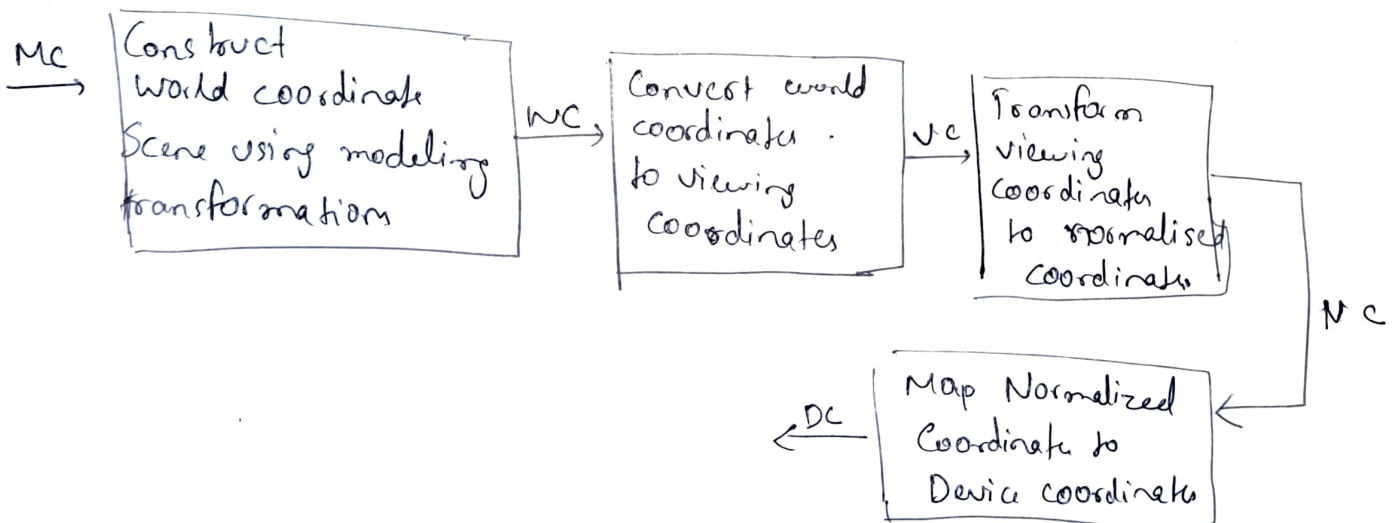 MC
Construct
World coordinate
Scene using modeling
transformations
WC
Convert world
coordinates
to viewing
coordinates
VC
Transform
viewing
coordinates
to normalised
coordinates
NC
Map Normalized
Coordinate to
Device coordinates
DC